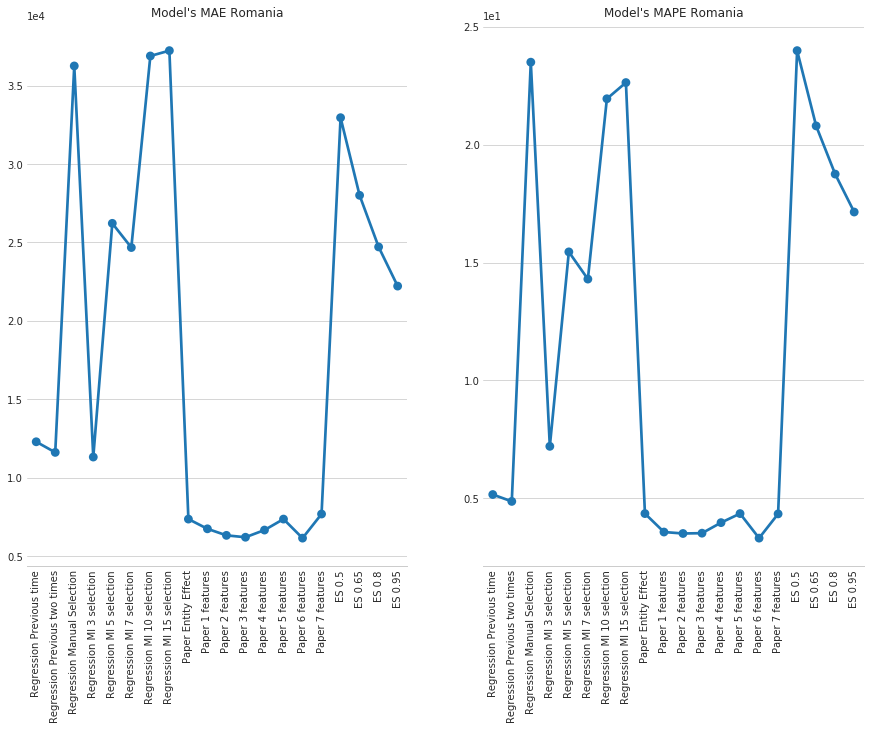 Model's MAE Romania
1e4
3.5
3.0
2.5
2.0
1.5
1.0
0.5
Regression Previous time
Regression Previous two times
Regression Manual Selection
Regression MI 3 selection
Regression MI 5 selection
Regression MI 7 selection
Regression MI 10 selection
Regression MI 15 selection
Paper Entity Effect
Paper 1 features
Paper 2 features
Paper 3 features
Paper 4 features
Paper 5 features
Paper 6 features
Paper 7 features
ES 0.5
ES 0.65
ES 0.8
ES 0.95
Model's MAPE Romania
1e1
2.5
2.0
1.5
1.0
0.5
Regression Previous time
Regression Previous two times
Regression Manual Selection
Regression MI 3 selection
Regression MI 5 selection
Regression MI 7 selection
Regression MI 10 selection
Regression MI 15 selection
Paper Entity Effect
Paper 1 features
Paper 2 features
Paper 3 features
Paper 4 features
Paper 5 features
Paper 6 features
Paper 7 features
ES 0.5
ES 0.65
ES 0.8
ES 0.95